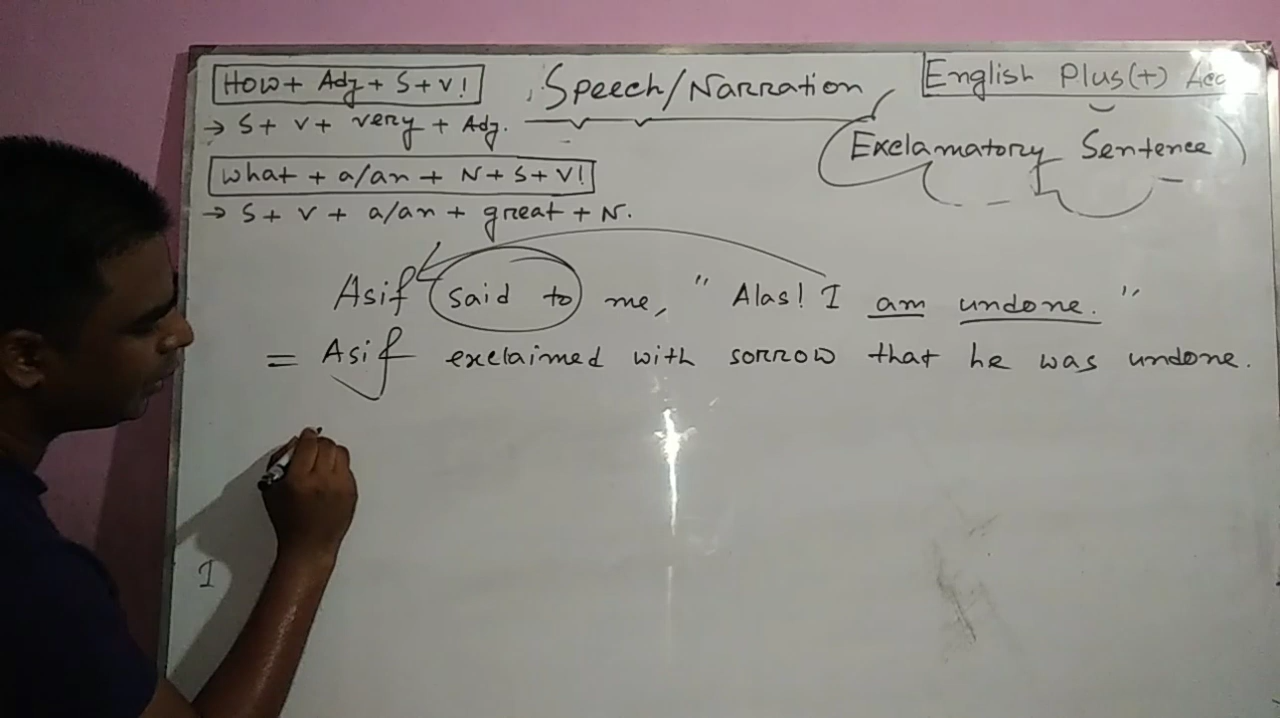 How + Adj + S + V!
→ S + V + very + Adj.
What + a/an + N + S + V!
→ S + V + a/an + great + N.
Speech/Narration
English Plus(+)
Exclamatory Sentence
Asif said to me, "Alas! I am undone."
= Asif exclaimed with sorrow that he was undone.
I